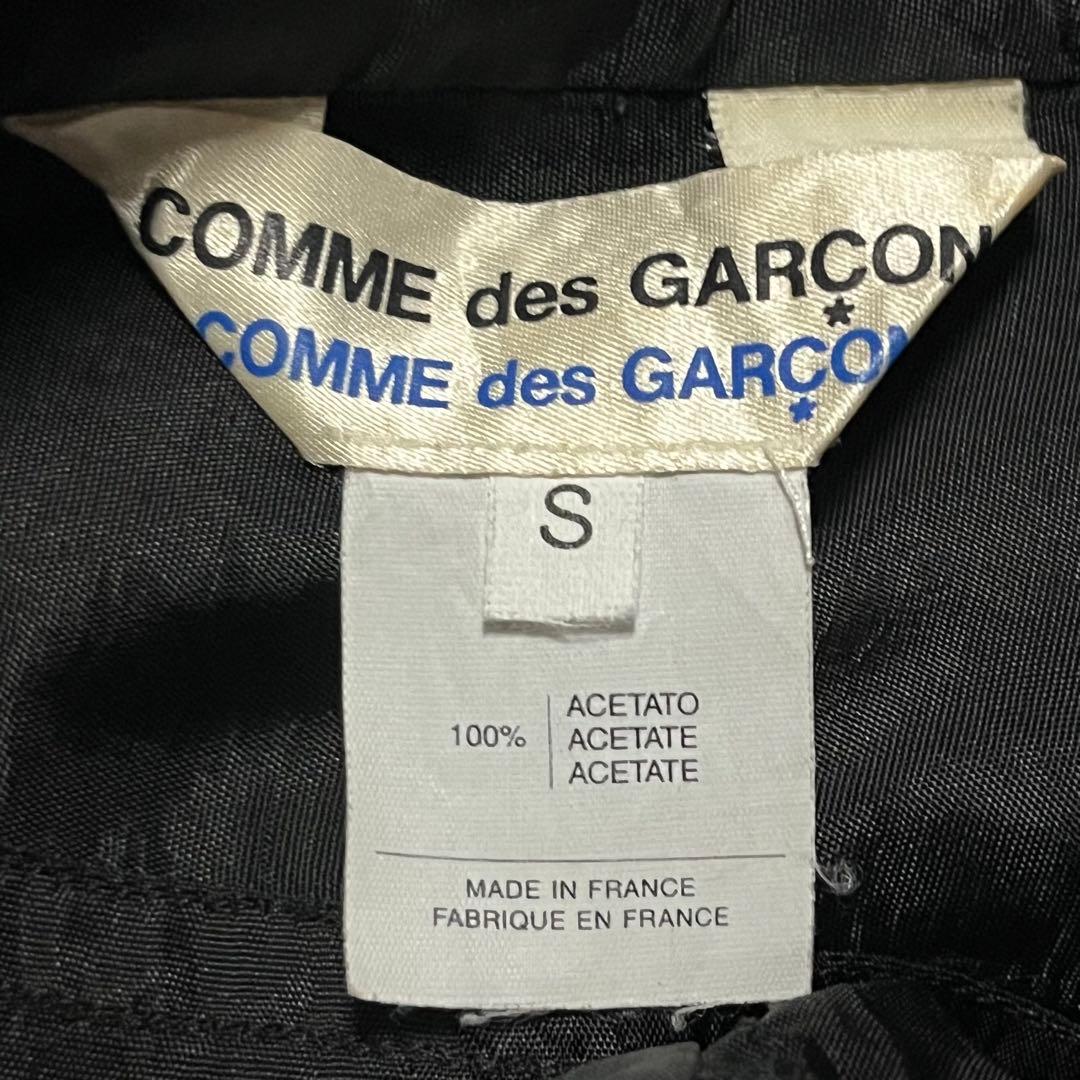 COMME des GARÇON
COMME des GARÇON
S
100%
ACETATO
ACETATE
ACETATE
MADE IN FRANCE
FABRIQUE EN FRANCE